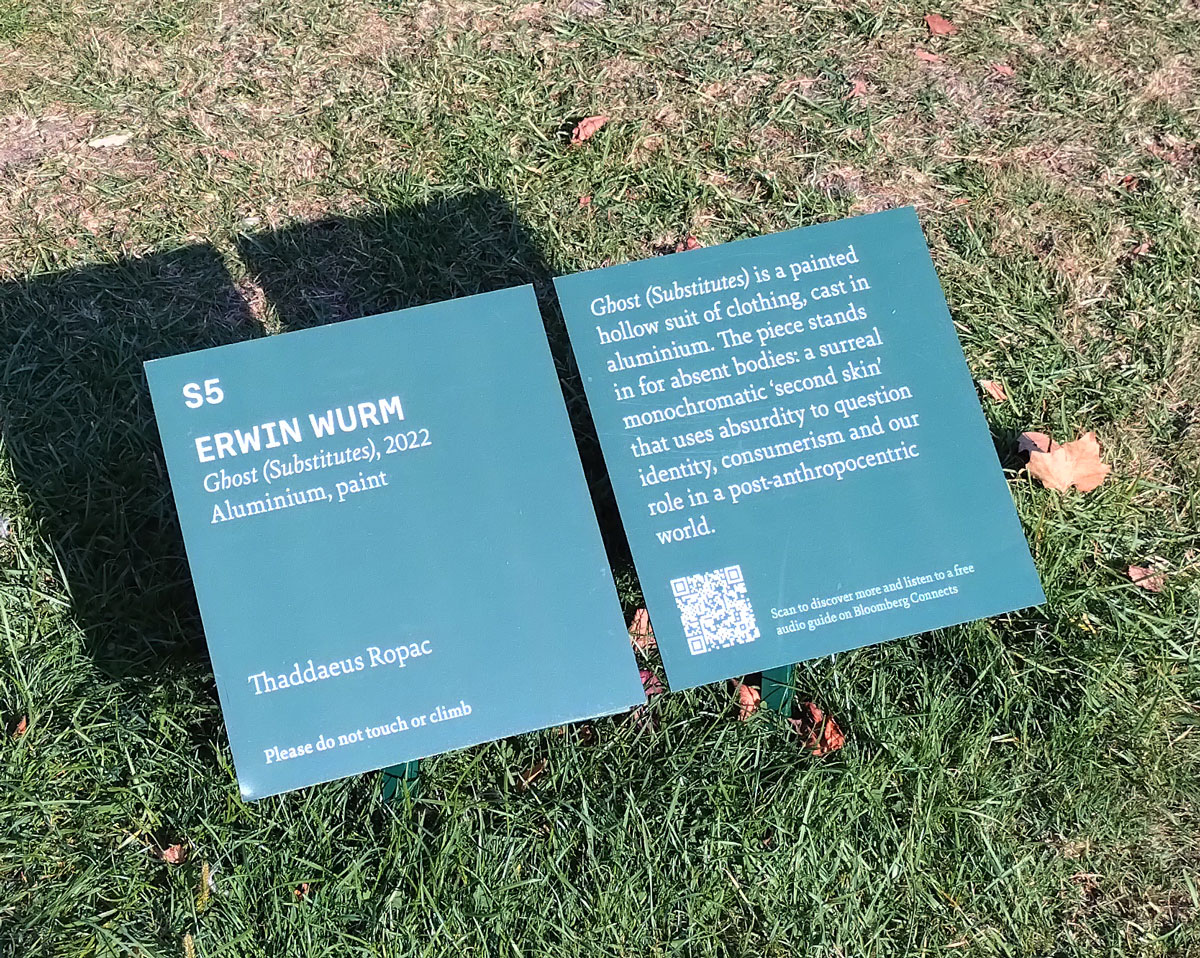 S5
ERWIN WURM
Ghost (Substitutes), 2022
Aluminium, paint
Thaddaeus Ropac
Please do not touch or climb
Ghost (Substitutes) is a painted
hollow suit of clothing, cast in
aluminium. The piece stands
in for absent bodies: a surreal
monochromatic ‘second skin’
that uses absurdity to question
identity, consumerism and our
role in a post-anthropocentric
world.
Scan to discover more and listen to a free
audio guide on Bloomberg Connects